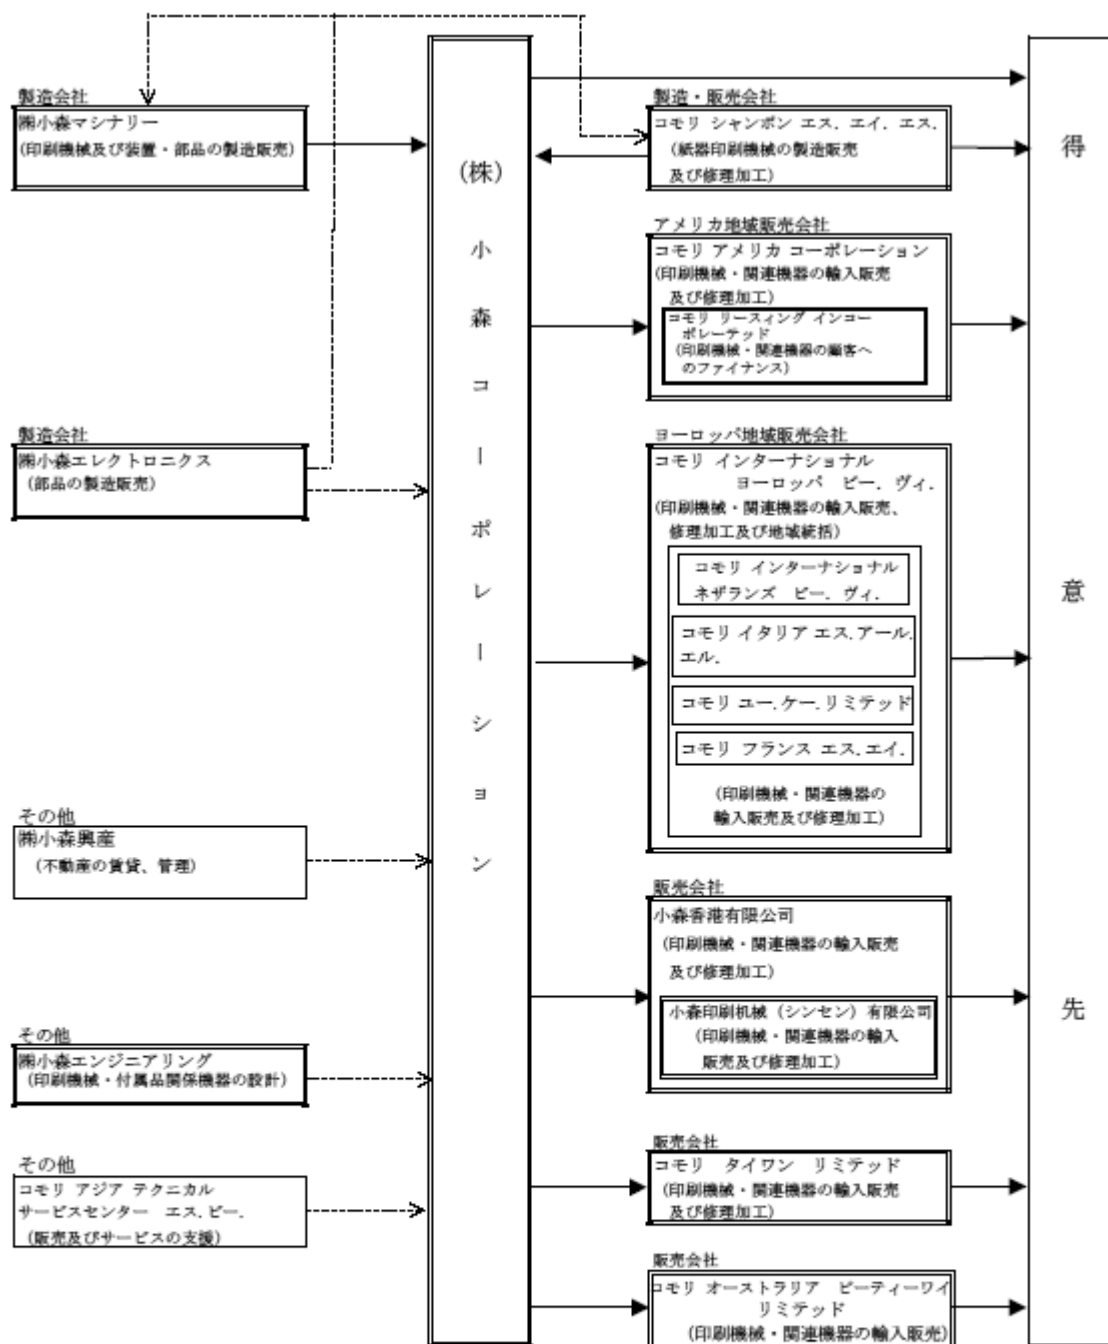 製造会社
㈱小森マシナリー
(印刷機械及び装置・部品の製造販売)
製造会社
㈱小森エレクトロニクス
(部品の製造販売)
その他
㈱小森興産
(不動産の賃貸、管理)
その他
㈱小森エンジニアリング
(印刷機械・付属品関係機器の設計)
その他
コモリ アジア テクニカル
サービスセンター エス.ピー.
(販売及びサービスの支援)
(株)小森コーポレーション
製造・販売会社
コモリ シャンボン エス. エイ. エス.
(紙器印刷機械の製造販売
及び修理加工)
アメリカ地域販売会社
コモリ アメリカ コーポレーション
(印刷機械・関連機器の輸入販売
及び修理加工)
コモリ リースィング インコー
ポレーテッド
(印刷機械・関連機器の顧客へ
のファイナンス)
ヨーロッパ地域販売会社
コモリ インターナショナル
ヨーロッパ ビー. ヴィ.
(印刷機械・関連機器の輸入販売、
修理加工及び地域統括)
コモリ インターナショナル
ネザランズ ビー. ヴィ.
コモリ イタリア エス.アール.
エル.
コモリ ユー.ケー.リミテッド
コモリ フランス エス.エイ.
(印刷機械・関連機器の
輸入販売及び修理加工)
販売会社
小森香港有限公司
(印刷機械・関連機器の輸入販売
及び修理加工)
小森印刷机械(シンセン)有限公司
(印刷機械・関連機器の輸入
販売及び修理加工)
販売会社
コモリ タイワン リミテッド
(印刷機械・関連機器の輸入販売
及び修理加工)
販売会社
コモリ オーストラリア ピーティーワイ
リミテッド
(印刷機械・関連機器の輸入販売)
得意先